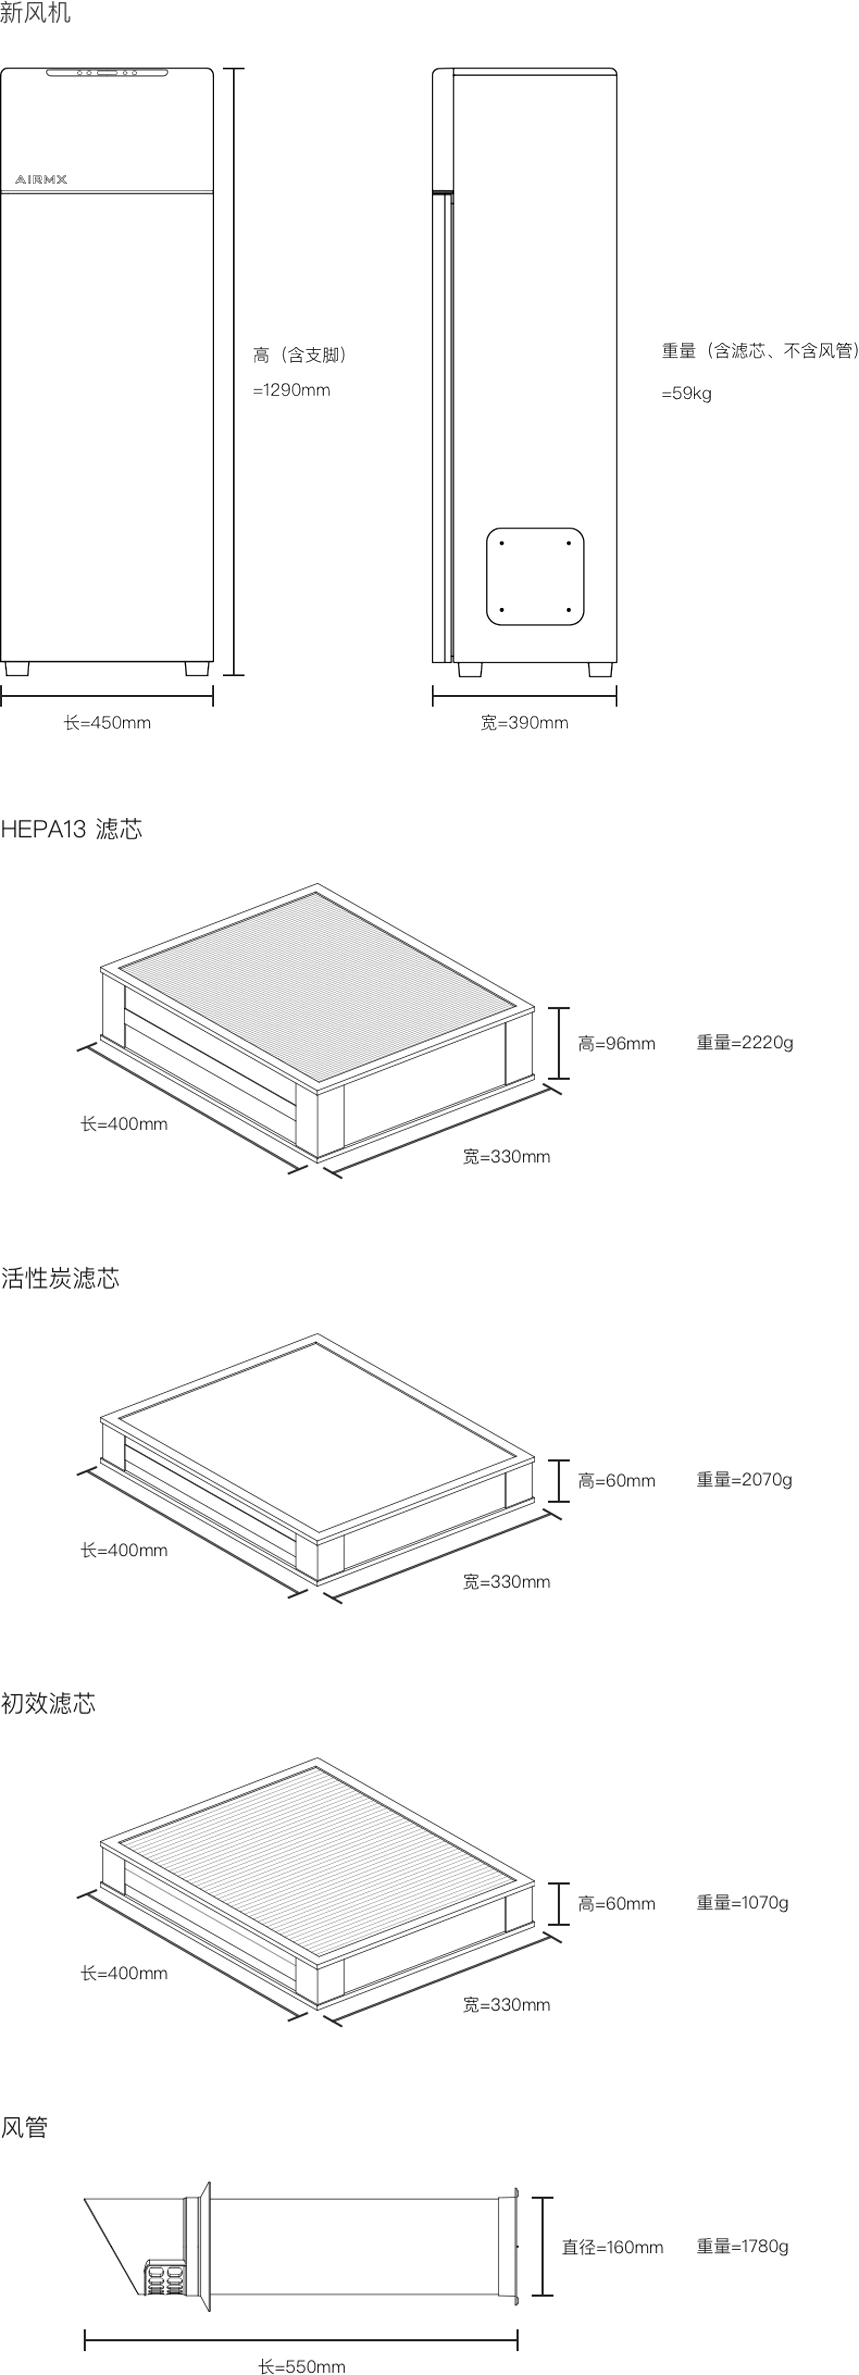 新风机
AIRMX
高（含支脚）
=1290mm
重量（含滤芯、不含风管）
=59kg
长=450mm
宽=390mm
HEPA13 滤芯
高=96mm
重量=2220g
长=400mm
宽=330mm
活性炭滤芯
高=60mm
重量=2070g
长=400mm
宽=330mm
初效滤芯
高=60mm
重量=1070g
长=400mm
宽=330mm
风管
直径=160mm
重量=1780g
长=550mm